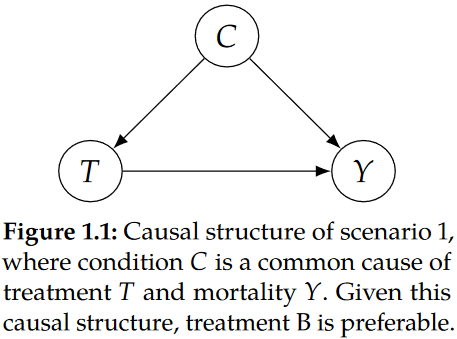 C
T
Y
Figure 1.1: Causal structure of scenario 1,
where condition C is a common cause of
treatment T and mortality Y. Given this
causal structure, treatment B is preferable.